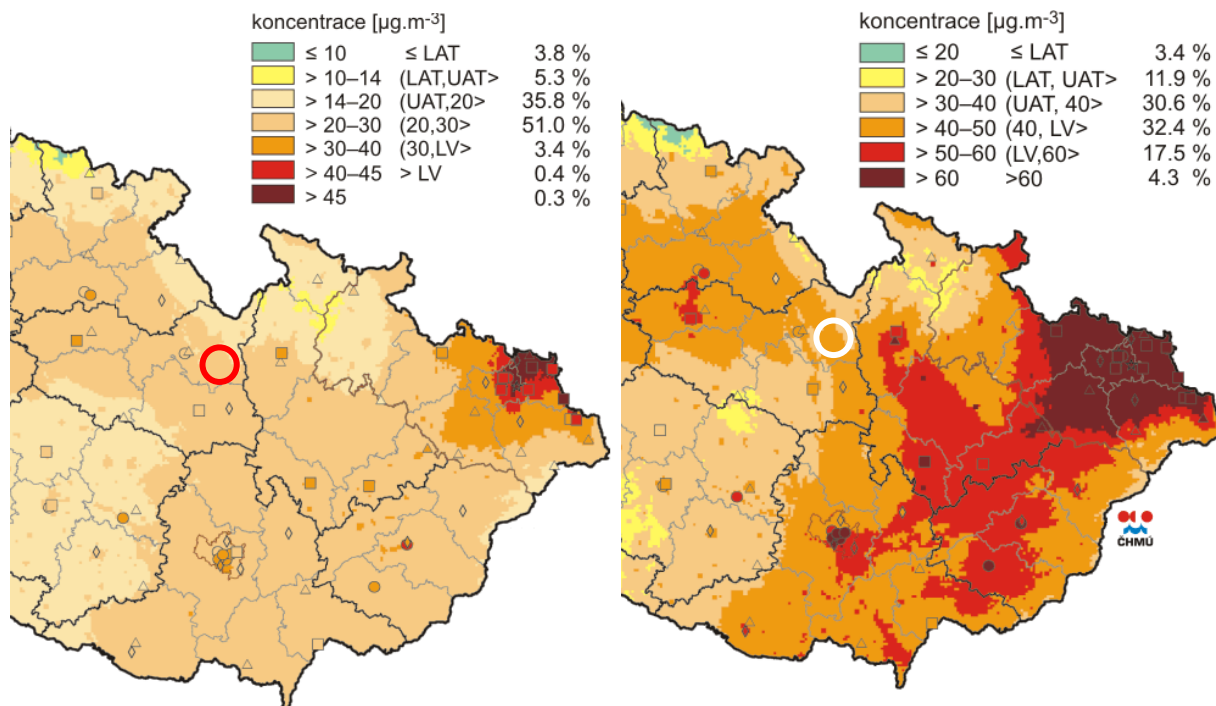 koncentrace [µg.m⁻³]
≤ 10 ≤ LAT 3.8 %
> 10–14 (LAT,UAT> 5.3 %
> 14–20 (UAT,20> 35.8 %
> 20–30 (20,30> 51.0 %
> 30–40 (30,LV> 3.4 %
> 40–45 > LV 0.4 %
> 45 0.3 %
koncentrace [µg.m⁻³]
≤ 20 ≤ LAT 3.4 %
> 20–30 (LAT, UAT> 11.9 %
> 30–40 (UAT, 40> 30.6 %
> 40–50 (40, LV> 32.4 %
> 50–60 (LV,60> 17.5 %
> 60 >60 4.3 %
ČHMÚ